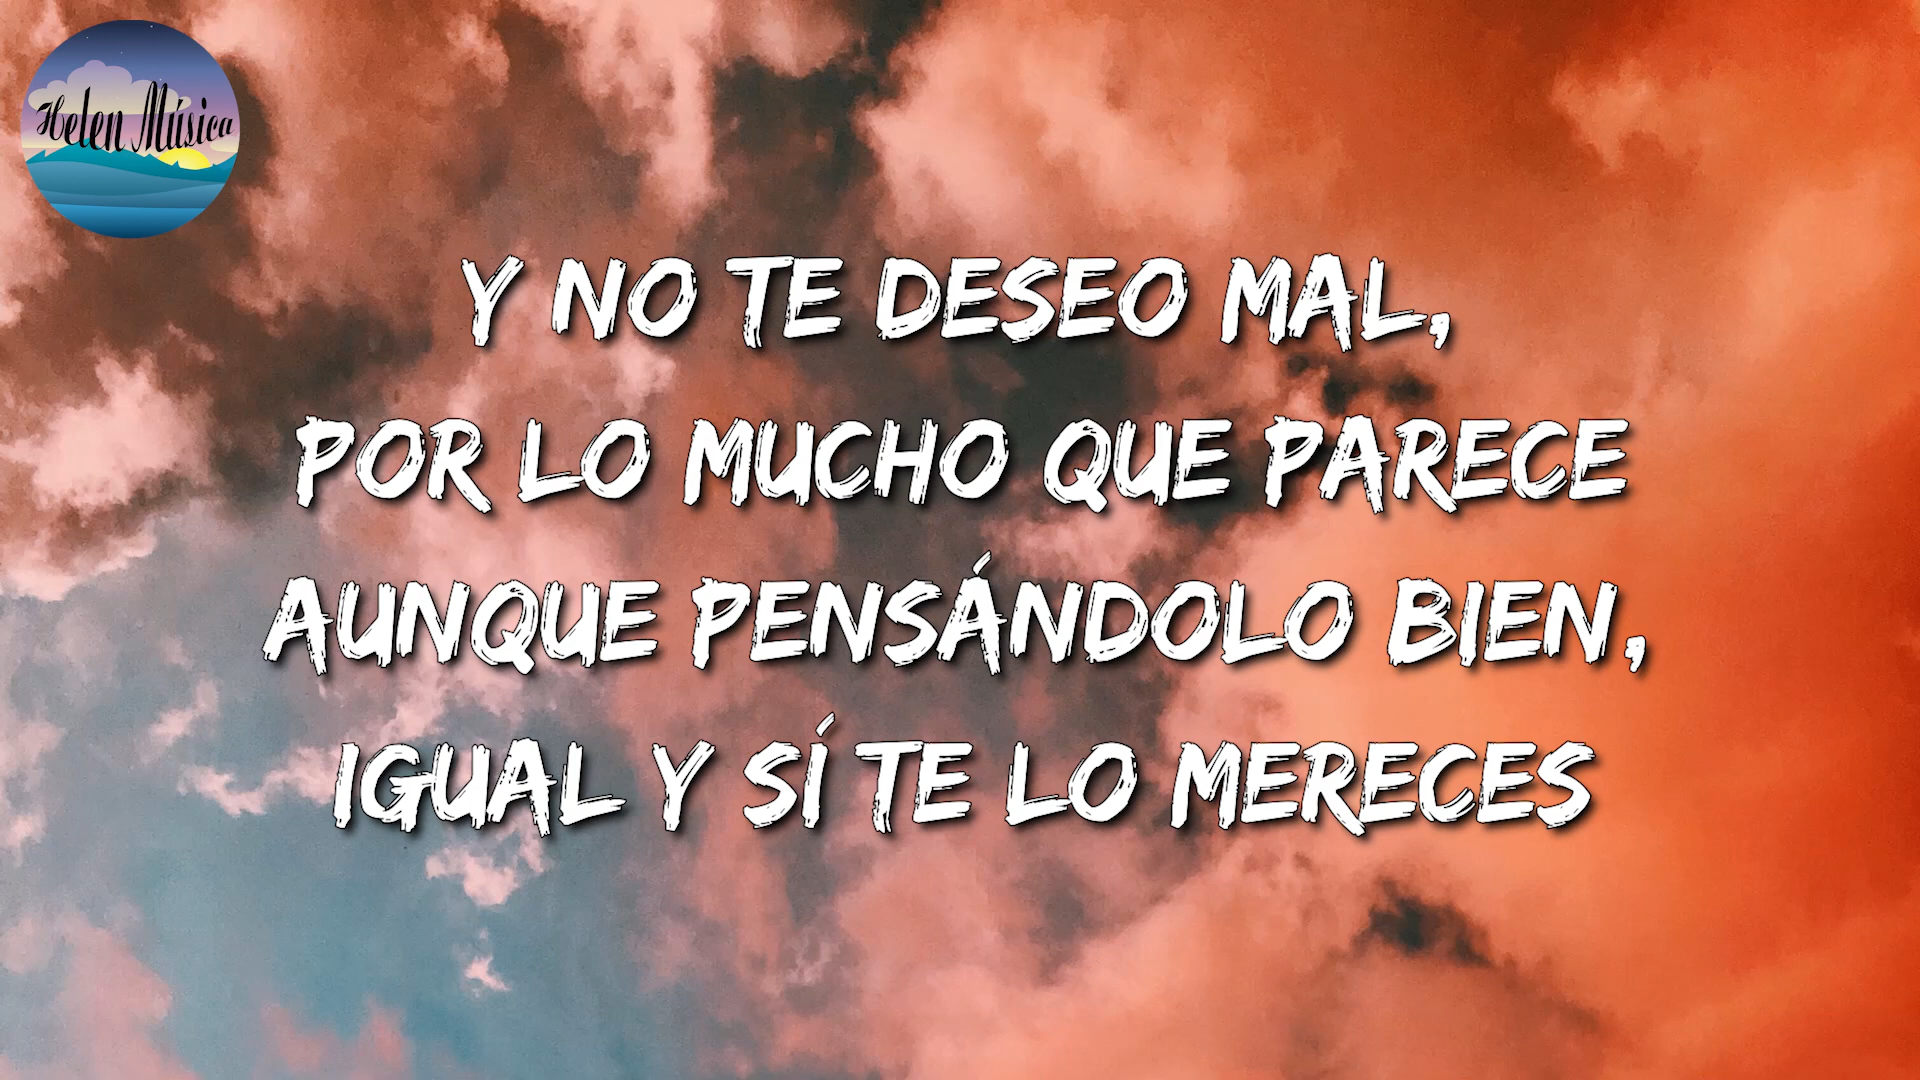 Helen Música
Y NO TE DESEO MAL,
POR LO MUCHO QUE PARECE
AUNQUE PENSÁNDOLO BIEN,
IGUAL Y SÍ TE LO MERECES